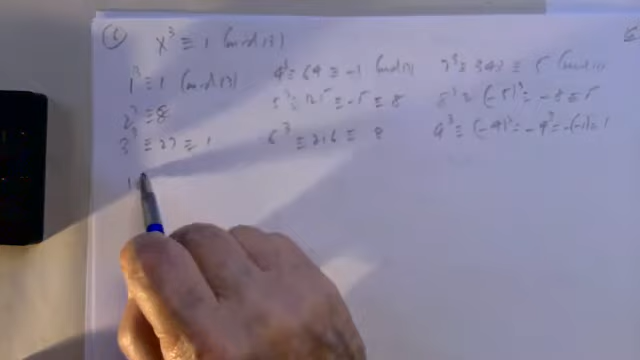 6 x³ ≡ 1 (mod 13)
1³ ≡ 1 (mod 13) 4³ ≡ 64 ≡ -1 (mod 13) 7³ ≡ 343 ≡ 5 (mod 13)
2³ ≡ 8 5³ ≡ 125 ≡ -5 ≡ 8 8³ ≡ (-5)³ ≡ -8 ≡ 5
3³ ≡ 27 ≡ 1 6³ ≡ 216 ≡ 8 9³ ≡ (-4)³ ≡ -4³ ≡ -(-1) = 1
1